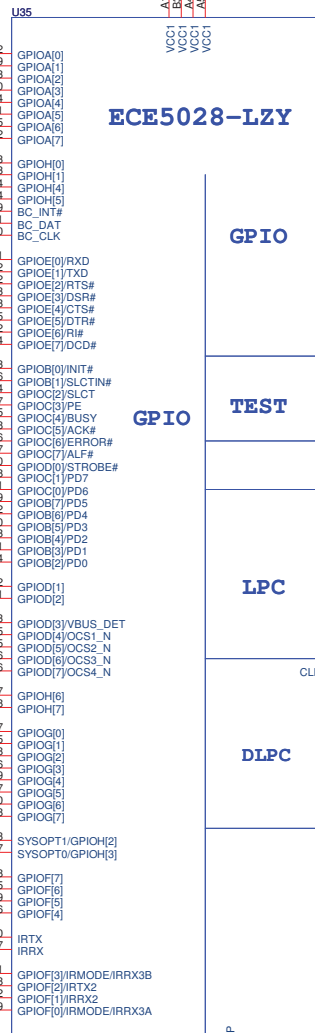 U35
VCC1
VCC1
VCC1
VCC1
GPIOA[0]
GPIOA[1]
GPIOA[2]
GPIOA[3]
GPIOA[4]
GPIOA[5]
GPIOA[6]
GPIOA[7]
ECE5028-LZY
GPIOH[0]
GPIOH[1]
GPIOH[4]
GPIOH[5]
BC_INT#
BC_DAT
BC_CLK
GPIO
GPIOE[0]/RXD
GPIOE[1]/TXD
GPIOE[2]/RTS#
GPIOE[3]/DSR#
GPIOE[4]/CTS#
GPIOE[5]/DTR#
GPIOE[6]/RI#
GPIOE[7]/DCD#
GPIOB[0]/INIT#
GPIOB[1]/SLCTIN#
GPIOC[2]/SLCT
GPIOC[3]/PE
GPIOC[4]/BUSY
GPIOC[5]/ACK#
GPIOC[6]/ERROR#
GPIOC[7]/ALF#
GPIOD[0]/STROBE#
GPIOC[1]/PD7
GPIOC[0]/PD6
GPIOB[7]/PD5
GPIOB[6]/PD4
GPIOB[5]/PD3
GPIOB[4]/PD2
GPIOB[3]/PD1
GPIOB[2]/PD0
GPIO
TEST
GPIOD[1]
GPIOD[2]
LPC
GPIOD[3]/VBUS_DET
GPIOD[4]/OCS1_N
GPIOD[5]/OCS2_N
GPIOD[6]/OCS3_N
GPIOD[7]/OCS4_N
GPIOH[6]
GPIOH[7]
GPIOG[0]
GPIOG[1]
GPIOG[2]
GPIOG[3]
GPIOG[4]
GPIOG[5]
GPIOG[6]
GPIOG[7]
DLPC
SYSOPT1/GPIOH[2]
SYSOPT0/GPIOH[3]
GPIOF[7]
GPIOF[6]
GPIOF[5]
GPIOF[4]
IRTX
IRRX
GPIOF[3]/IRMODE/IRRX3B
GPIOF[2]/IRTX2
GPIOF[1]/IRRX2
GPIOF[0]/IRMODE/IRRX3A